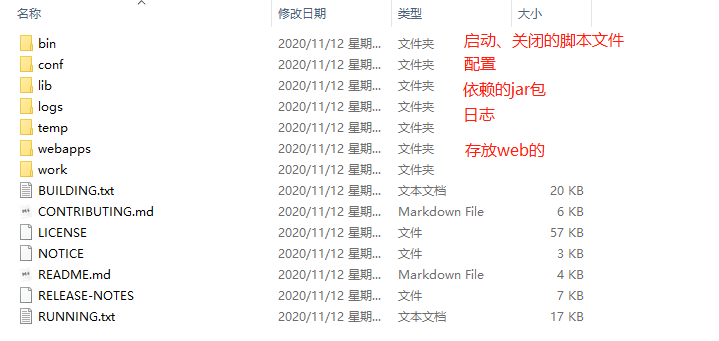 名称 修改日期 类型 大小
bin 2020/11/12 星期... 文件夹 启动、关闭的脚本文件
conf 2020/11/12 星期... 文件夹 配置
lib 2020/11/12 星期... 文件夹 依赖的jar包
logs 2020/11/12 星期... 文件夹 日志
temp 2020/11/12 星期... 文件夹
webapps 2020/11/12 星期... 文件夹 存放web的
work 2020/11/12 星期... 文件夹
BUILDING.txt 2020/11/12 星期... 文本文档 20 KB
CONTRIBUTING.md 2020/11/12 星期... Markdown File 6 KB
LICENSE 2020/11/12 星期... 文件 57 KB
NOTICE 2020/11/12 星期... 文件 3 KB
README.md 2020/11/12 星期... Markdown File 4 KB
RELEASE-NOTES 2020/11/12 星期... 文件 7 KB
RUNNING.txt 2020/11/12 星期... 文本文档 17 KB